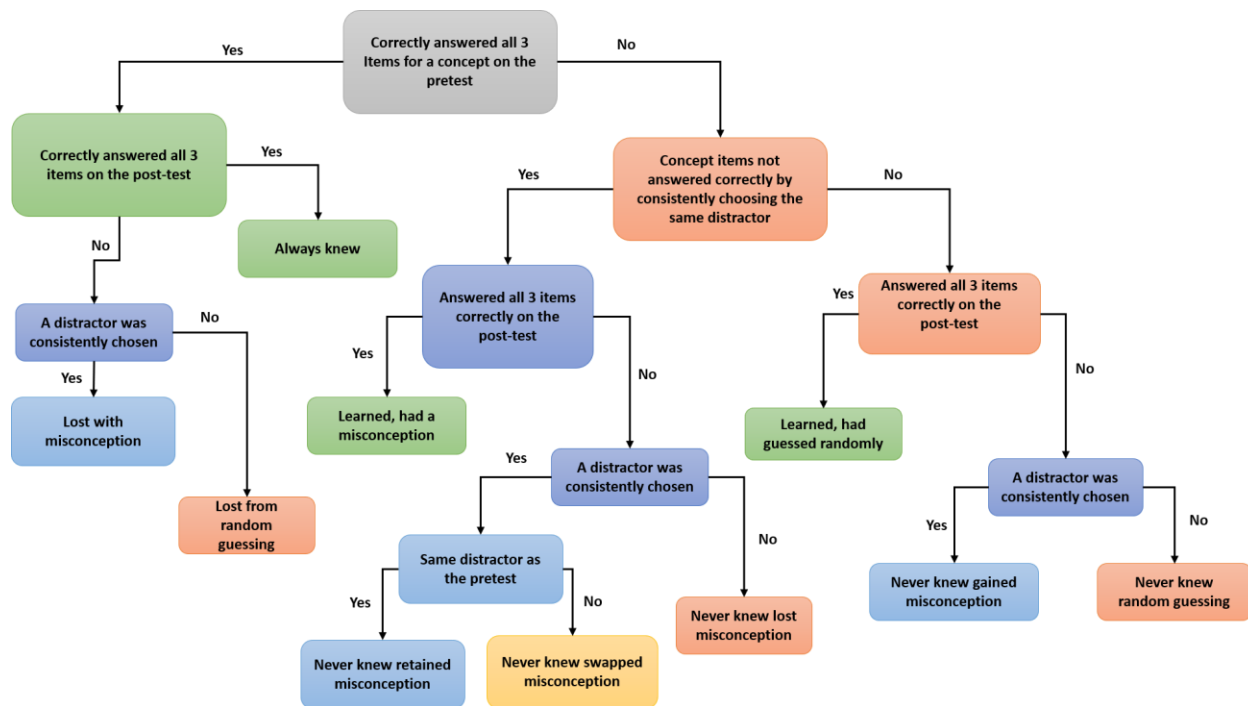 Yes
Correctly answered all 3
Items for a concept on the
pretest
No
Correctly answered all 3
items on the post-test
Yes
Concept items not
answered correctly by
consistently choosing the
same distractor
Yes
No
No
Always knew
Answered all 3 items
correctly on the
post-test
Yes
Answered all 3 items
correctly on the
post-test
A distractor was
consistently chosen
No
Yes
Yes
No
No
Lost with
misconception
Learned, had a
misconception
Learned, had
guessed randomly
Yes
A distractor was
consistently chosen
A distractor was
consistently chosen
Lost from
random
guessing
Yes
No
No
Same distractor as
the pretest
Never knew gained
misconception
Never knew
random guessing
Yes
No
Never knew lost
misconception
Never knew retained
misconception
Never knew swapped
misconception